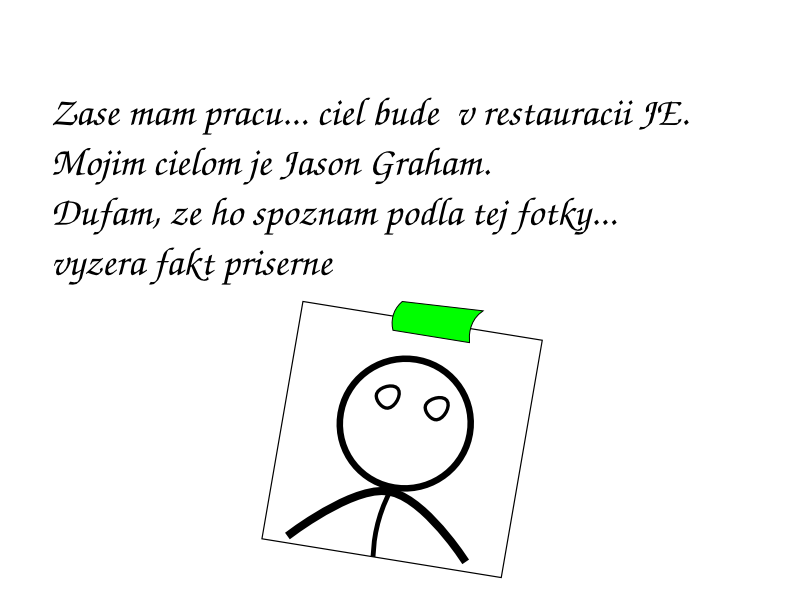 Zase mam pracu... ciel bude  v restauracii JE.
Mojim cielom je Jason Graham.
Dufam, ze ho spoznam podla tej fotky...
vyzera fakt priserne